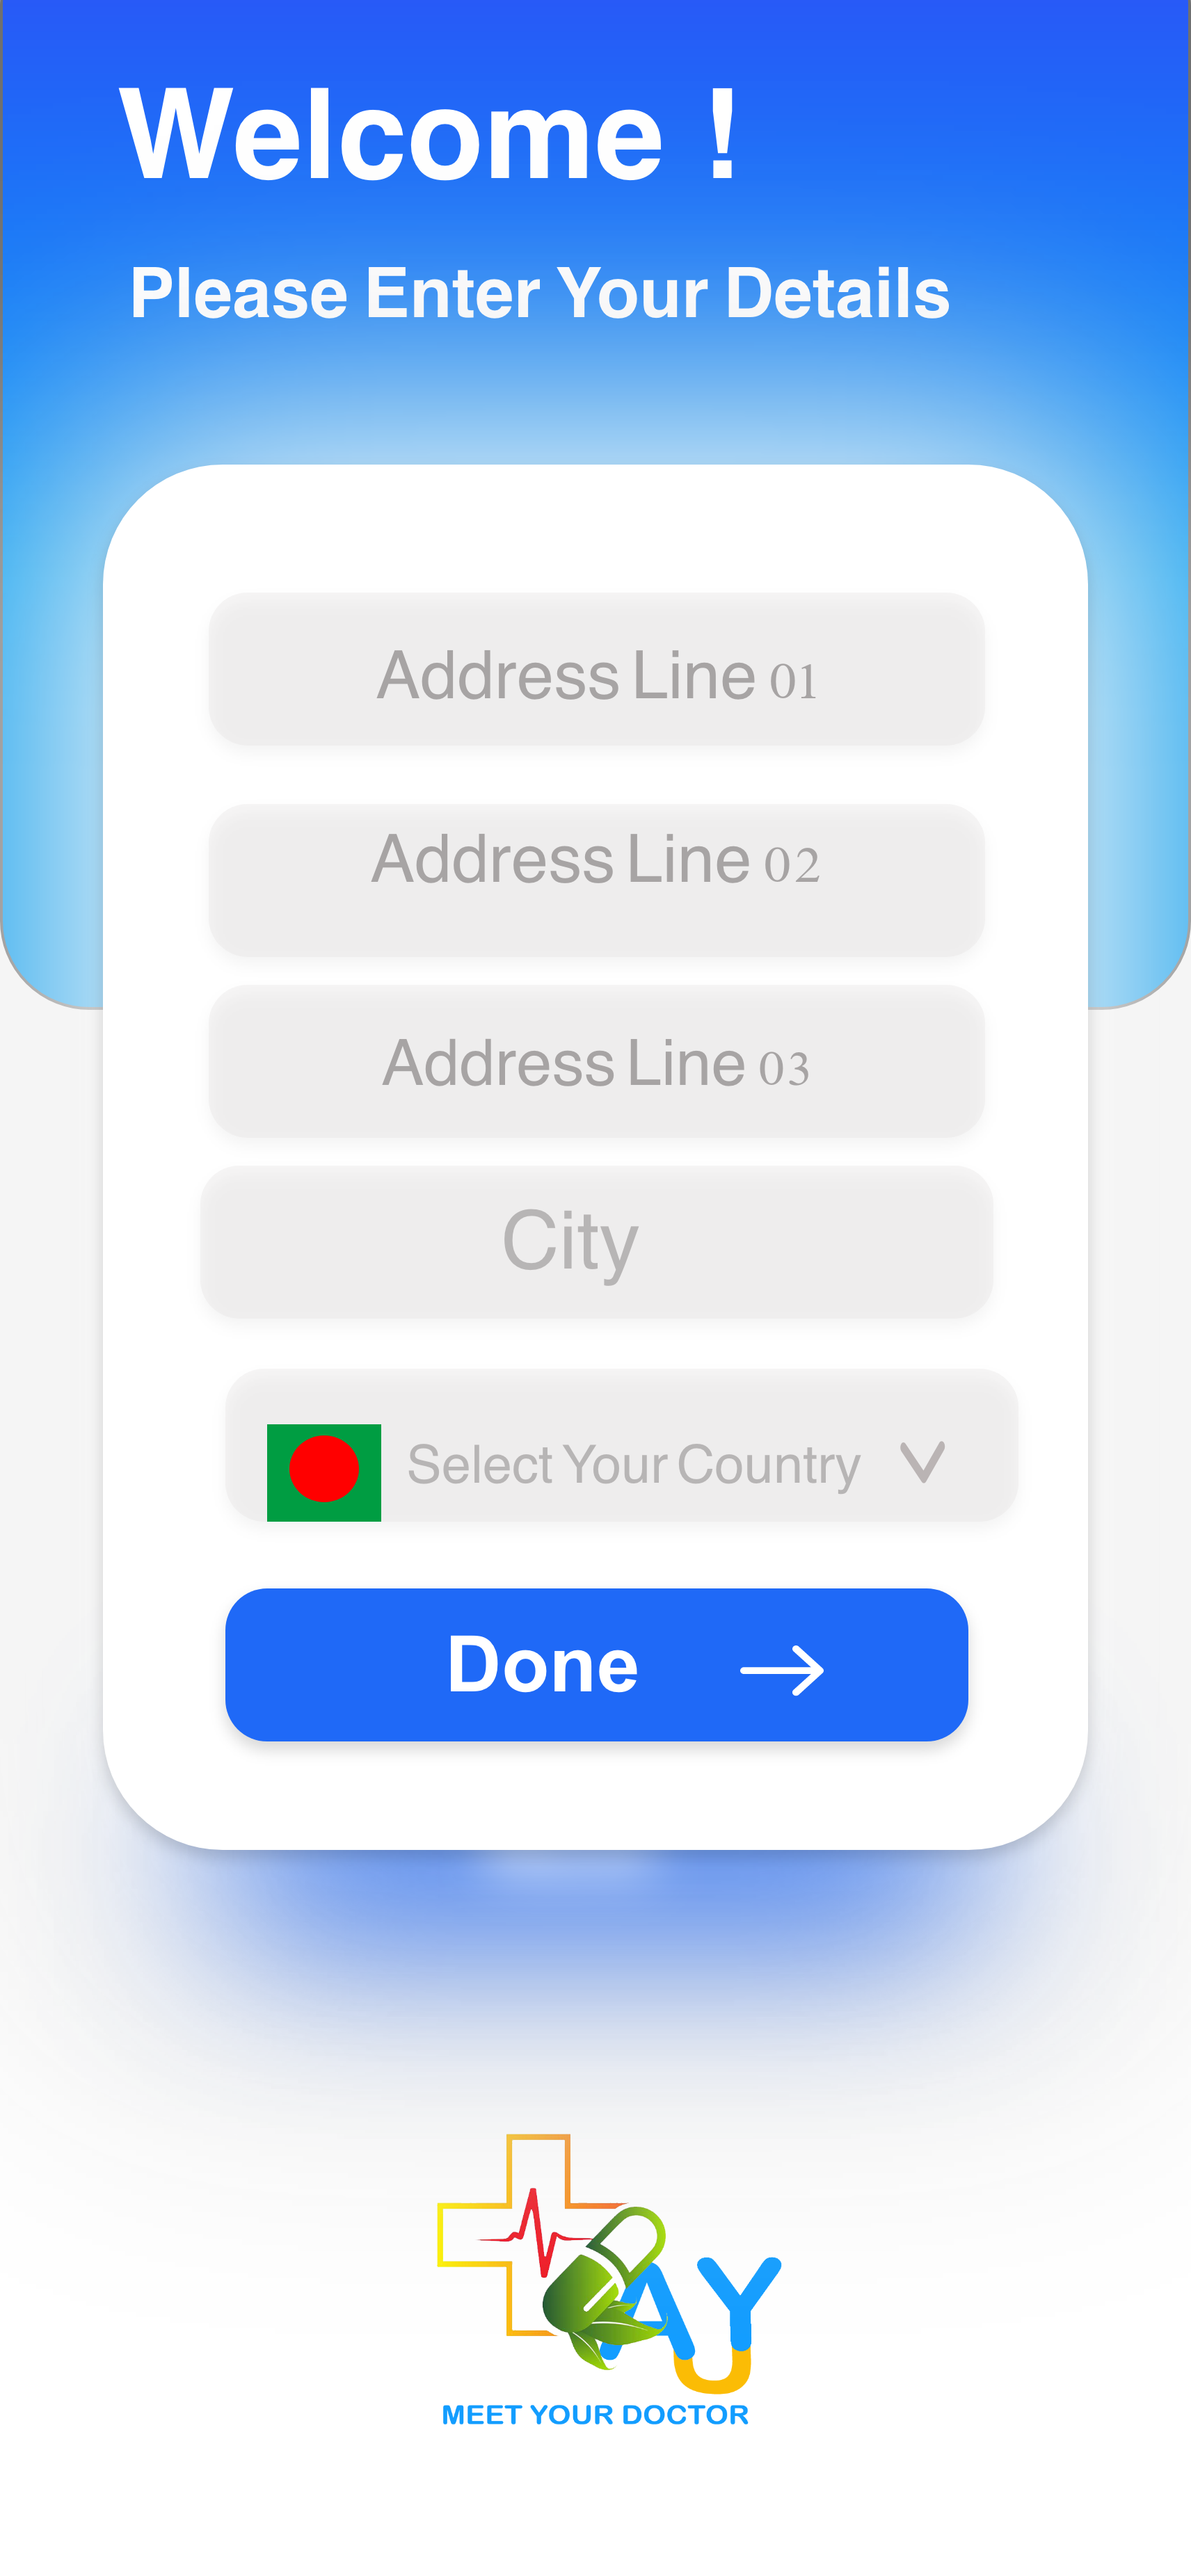 Welcome !
Please Enter Your Details
Address Line 01
Address Line 02
Address Line 03
City
Select Your Country
Done
AJY
MEET YOUR DOCTOR